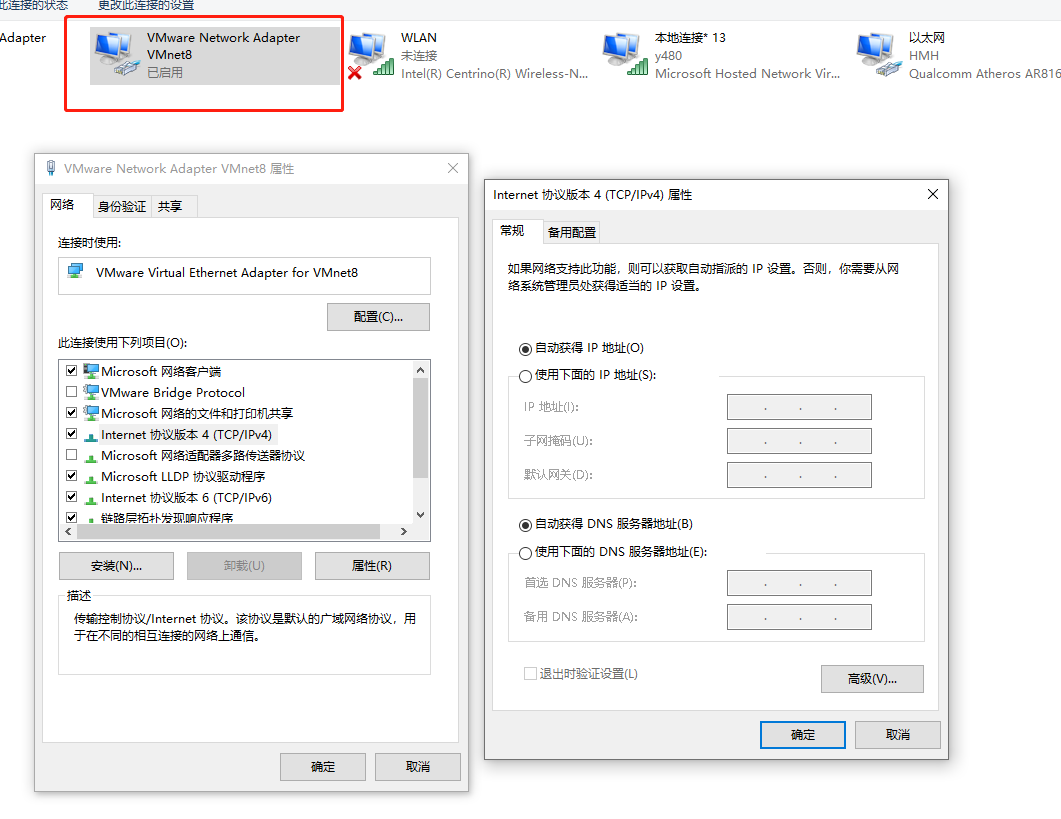 比连接的状态
更改此连接的设置
Adapter
VMware Network Adapter
VMnet8
已启用
WLAN
未连接
Intel(R) Centrino(R) Wireless-N...
本地连接* 13
y480
Microsoft Hosted Network Vir...
以太网
HMH
Qualcomm Atheros AR816
VMware Network Adapter VMnet8 属性
网络
身份验证
共享
连接时使用:
VMware Virtual Ethernet Adapter for VMnet8
配置(C)...
此连接使用下列项目(O):
Microsoft 网络客户端
VMware Bridge Protocol
Microsoft 网络的文件和打印机共享
Internet 协议版本 4 (TCP/IPv4)
Microsoft 网络适配器多路传送器协议
Microsoft LLDP 协议驱动程序
Internet 协议版本 6 (TCP/IPv6)
链路层拓扑发现响应程序
安装(N)...
卸载(U)
属性(R)
描述
传输控制协议/Internet 协议。该协议是默认的广域网络协议，用
于在不同的相互连接的网络上通信。
确定
取消
Internet 协议版本 4 (TCP/IPv4) 属性
常规
备用配置
如果网络支持此功能，则可以获取自动指派的 IP 设置。否则，你需要从网
络系统管理员处获得适当的 IP 设置。
自动获得 IP 地址(O)
使用下面的 IP 地址(S):
IP 地址(I):
子网掩码(U):
默认网关(D):
自动获得 DNS 服务器地址(B)
使用下面的 DNS 服务器地址(E):
首选 DNS 服务器(P):
备用 DNS 服务器(A):
退出时验证设置(L)
高级(V)...
确定
取消